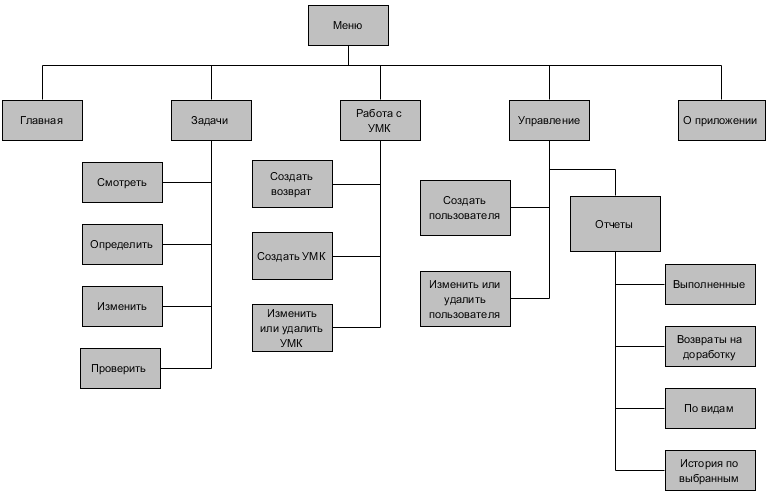 Меню
Главная
Задачи
Работа с
УМК
Управление
О приложении
Смотреть
Определить
Изменить
Проверить
Создать
возврат
Создать УМК
Изменить
или удалить
УМК
Создать
пользователя
Изменить или
удалить
пользователя
Отчеты
Выполненные
Возвраты на
доработку
По видам
История по
выбранным